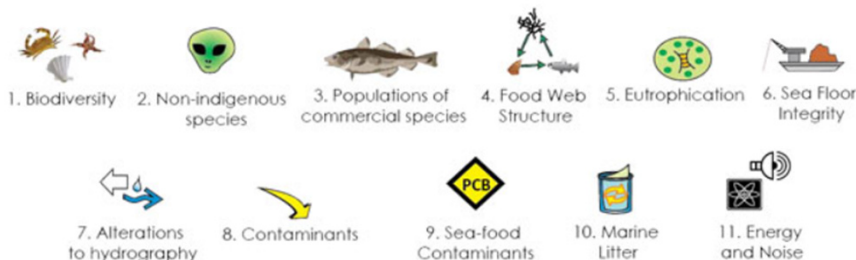 1. Biodiversity
2. Non-indigenous
species
3. Populations of
commercial species
4. Food Web
Structure
5. Eutrophication
6. Sea Floor
Integrity
7. Alterations
to hydrography
8. Contaminants
PCB
9. Sea-food
Contaminants
10. Marine
Litter
11. Energy
and Noise